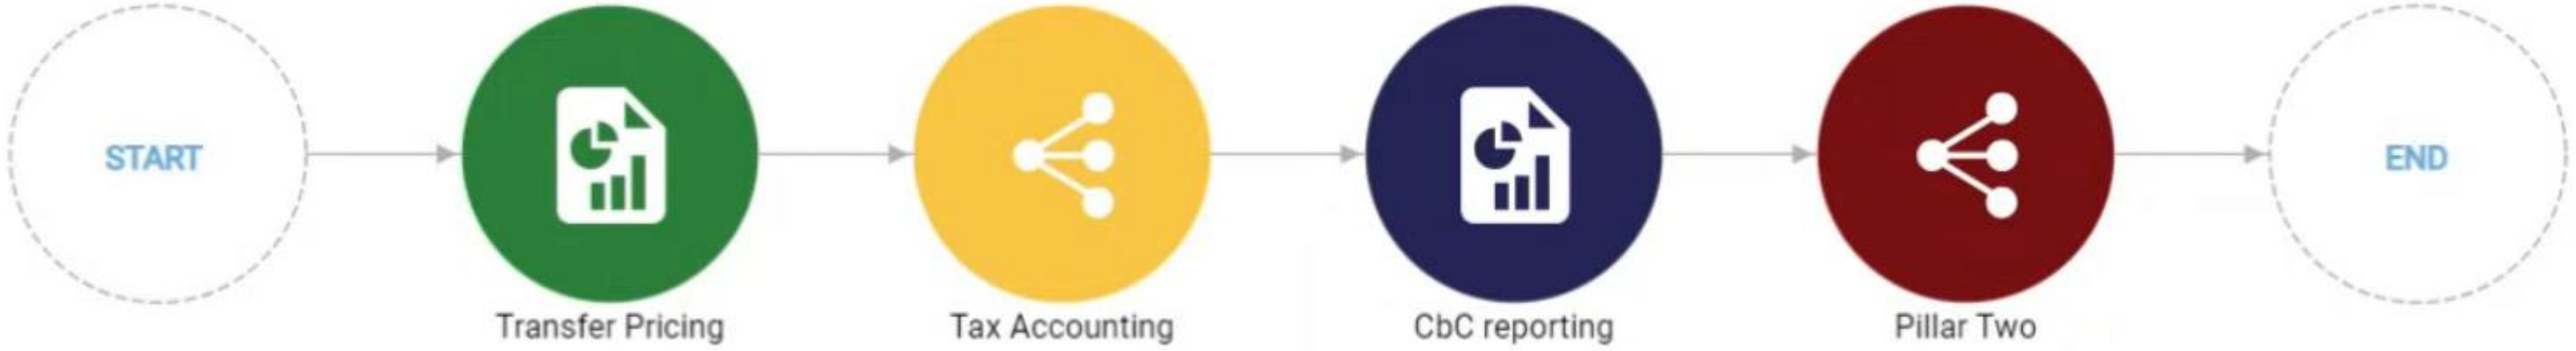 START
Transfer Pricing
Tax Accounting
CbC reporting
Pillar Two
END